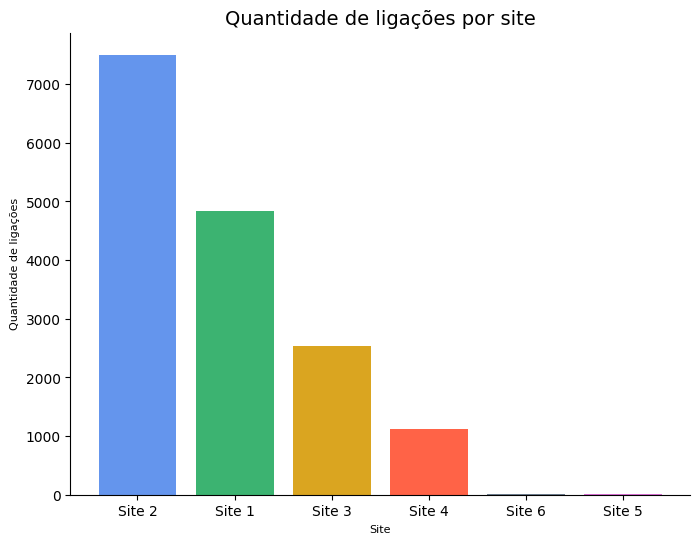 Quantidade de ligações por site
Quantidade de ligações
7000
6000
5000
4000
3000
2000
1000
0
Site 2 Site 1 Site 3 Site 4 Site 6 Site 5
Site